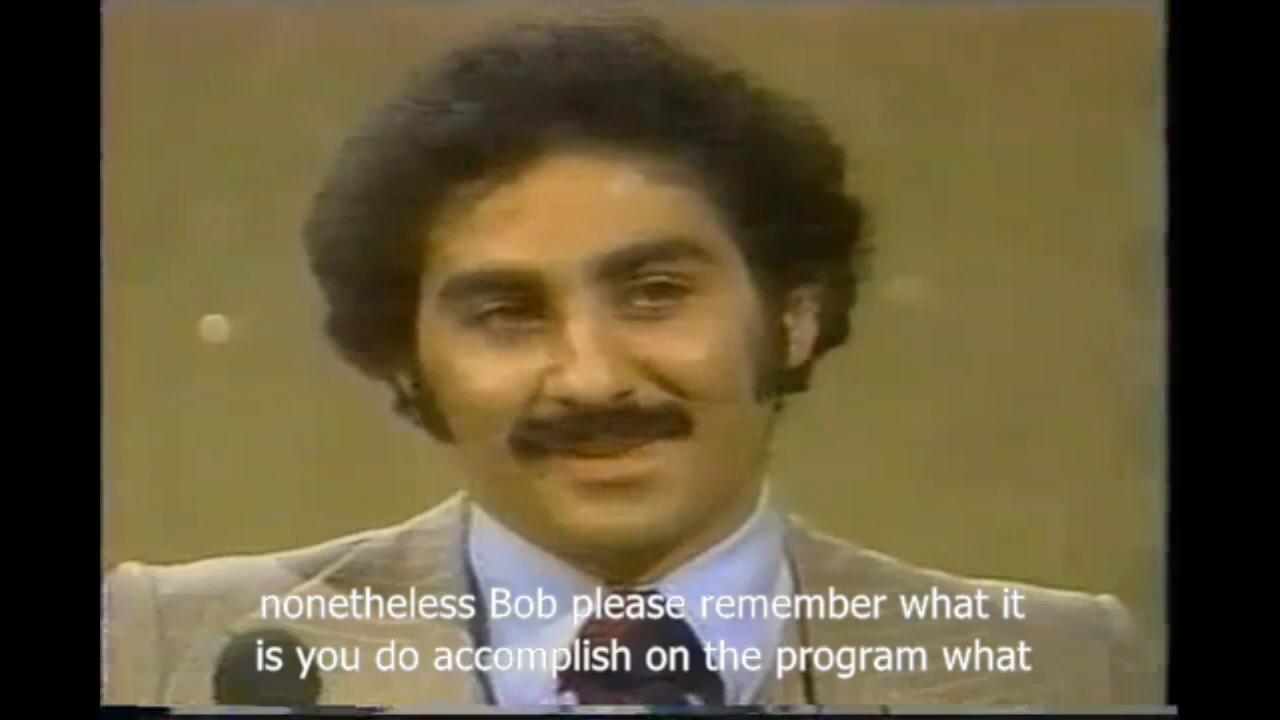 nonetheless Bob please remember what it
is you do accomplish on the program what